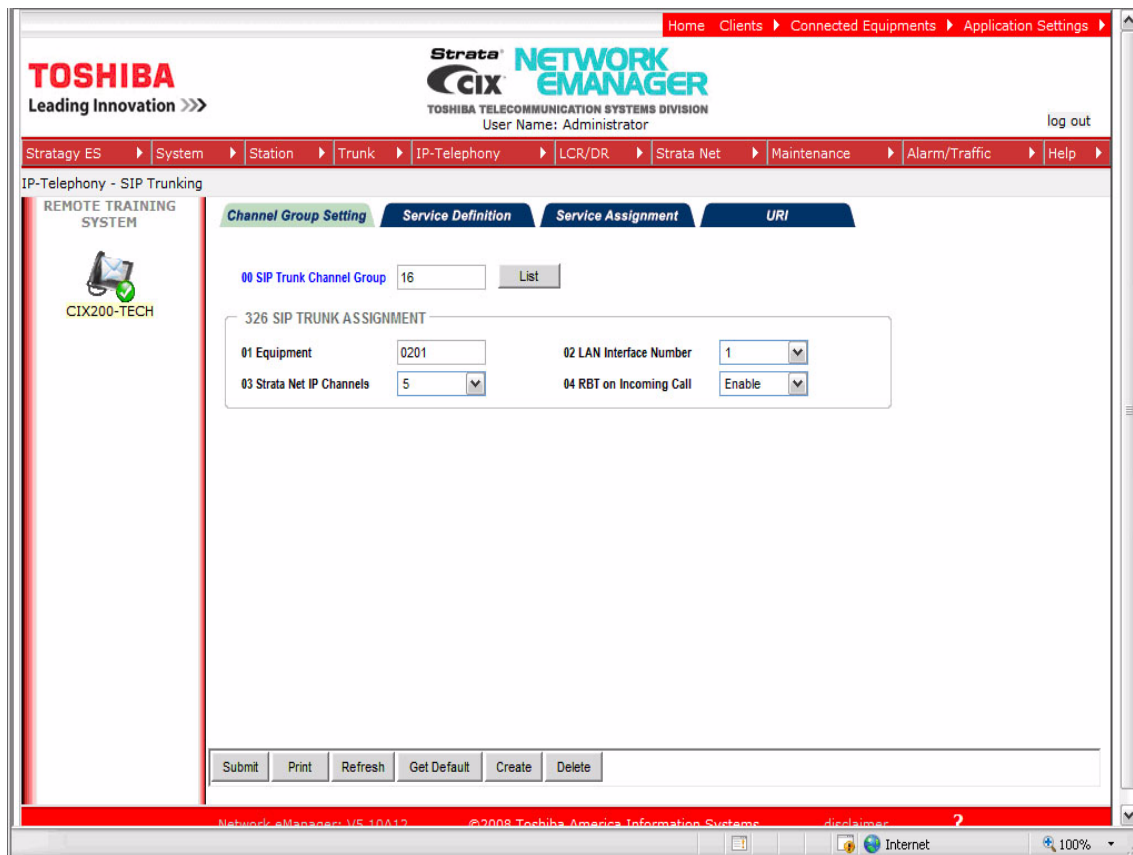 Home Clients Connected Equipments Application Settings
TOSHIBA
Leading Innovation >>>
Strata CIX NETWORK EMANAGER
TOSHIBA TELECOMMUNICATION SYSTEMS DIVISION
User Name: Administrator
log out
Stratagy ES System Station Trunk IP-Telephony LCR/DR Strata Net Maintenance Alarm/Traffic Help
IP-Telephony - SIP Trunking
REMOTE TRAINING
SYSTEM
CIX200-TECH
Channel Group Setting Service Definition Service Assignment URI
00 SIP Trunk Channel Group 16 List
326 SIP TRUNK ASSIGNMENT
01 Equipment 0201 02 LAN Interface Number 1
03 Strata Net IP Channels 5 04 RBT on Incoming Call Enable
Submit Print Refresh Get Default Create Delete
Network eManager: V5.10A12 ©2008 Toshiba America Information Systems disclaimer ?
Internet 100%